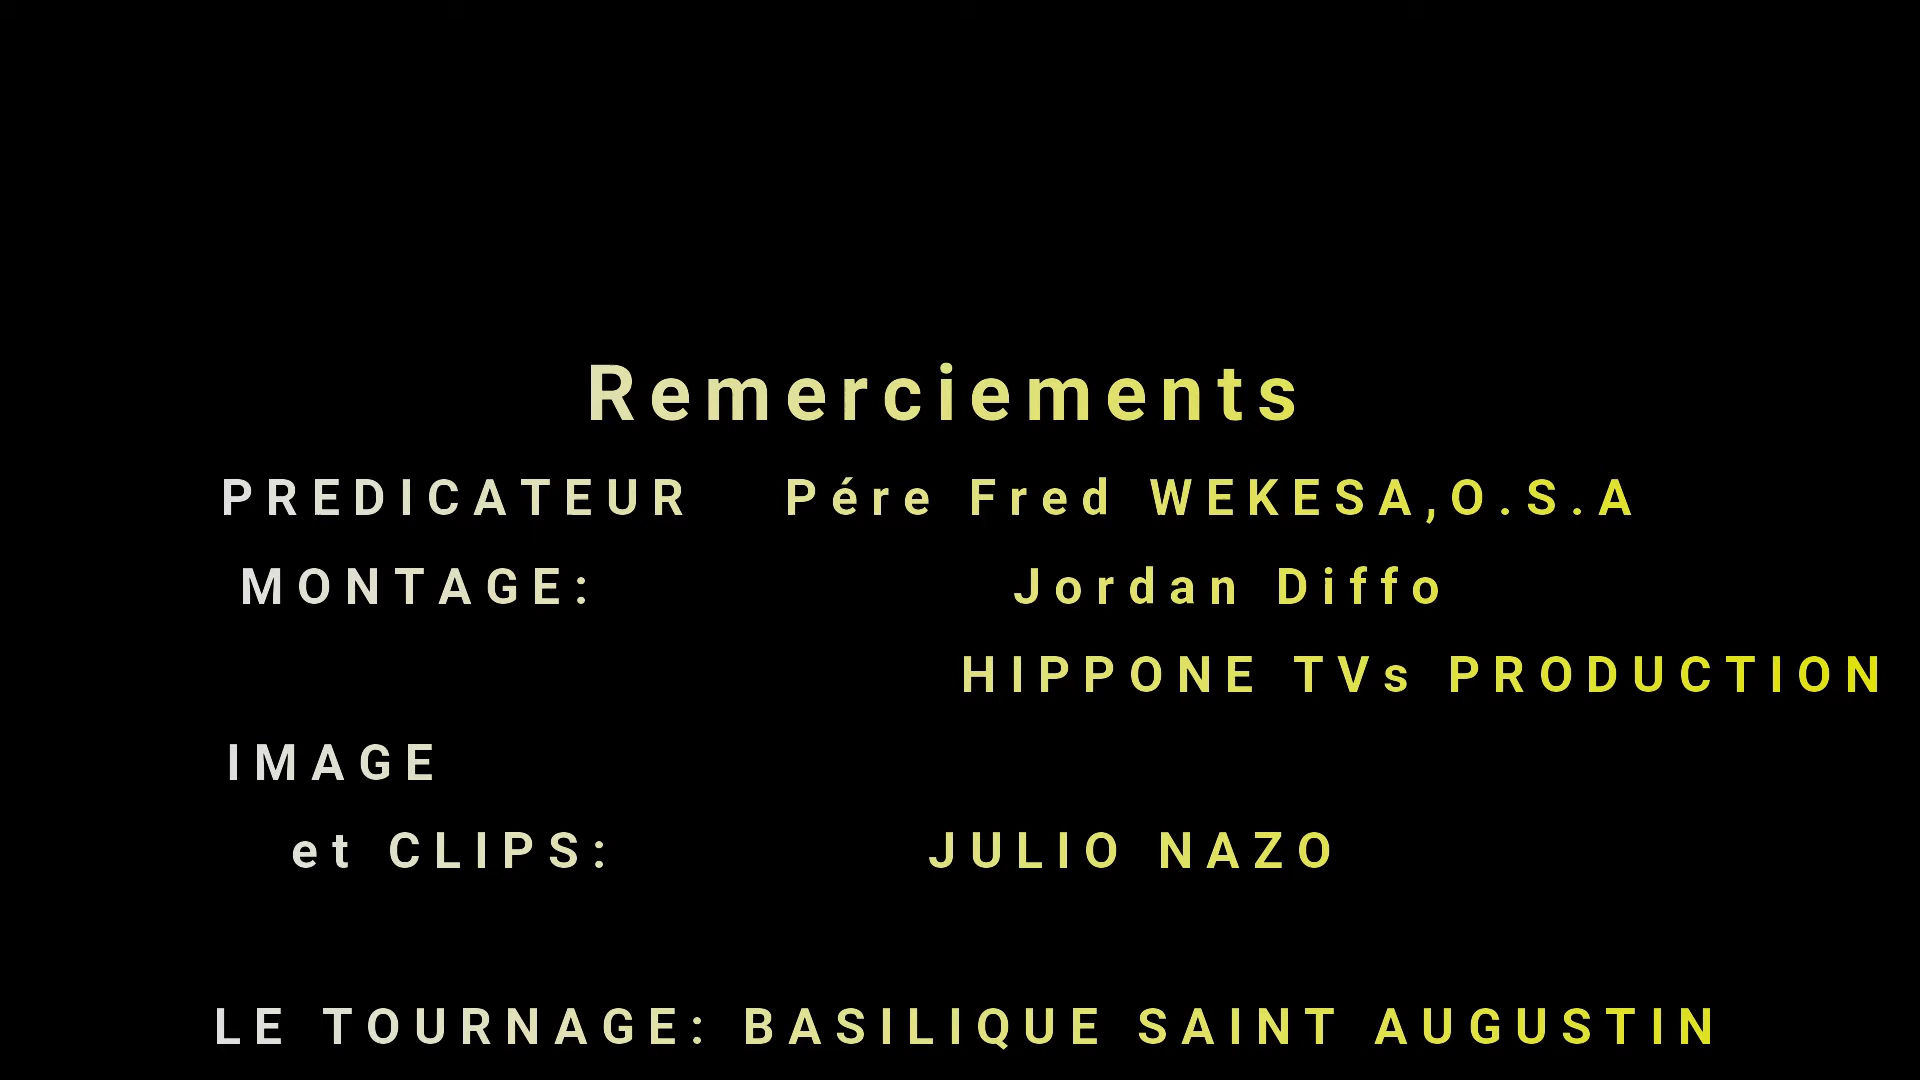 Remerciements
PREDICATEUR Pére Fred WEKESA,O.S.A
MONTAGE: Jordan Diffo
HIPPONE TVs PRODUCTION
IMAGE
et CLIPS: JULIO NAZO
LE TOURNAGE: BASILIQUE SAINT AUGUSTIN